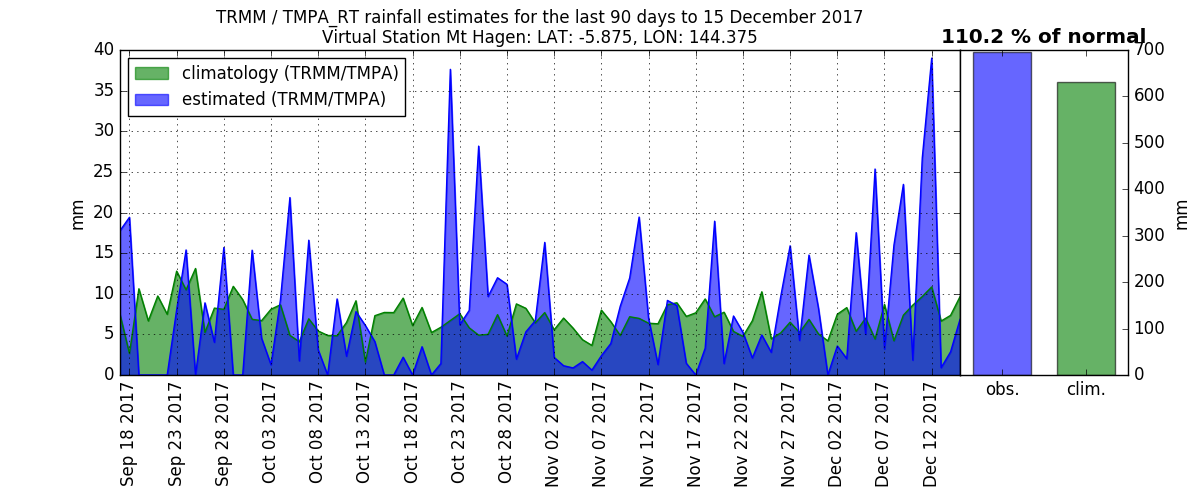 TRMM / TMPA_RT rainfall estimates for the last 90 days to 15 December 2017
Virtual Station Mt Hagen: LAT: -5.875, LON: 144.375
110.2 % of normal
climatology (TRMM/TMPA)
estimated (TRMM/TMPA)
mm
40
35
30
25
20
15
10
5
0
Sep 18 2017
Sep 23 2017
Sep 28 2017
Oct 03 2017
Oct 08 2017
Oct 13 2017
Oct 18 2017
Oct 23 2017
Oct 28 2017
Nov 02 2017
Nov 07 2017
Nov 12 2017
Nov 17 2017
Nov 22 2017
Nov 27 2017
Dec 02 2017
Dec 07 2017
Dec 12 2017
obs.
clim.
700
600
500
400
300
200
100
0
mm